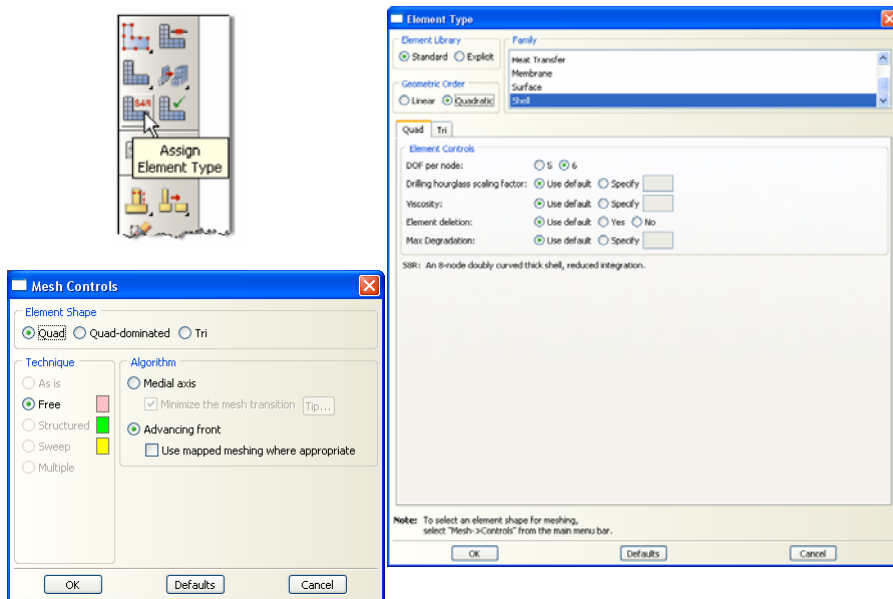 S4R
Assign
Element Type
Element Type
Element Library
Standard Explicit
Family
Heat Transfer
Membrane
Surface
Shell
Geometric Order
Linear Quadratic
Quad Tri
Element Controls
DOF per node: 5 6
Drilling hourglass scaling factor: Use default Specify
Viscosity: Use default Specify
Element deletion: Use default Yes No
Max Degradation: Use default Specify
S8R: An 8-node doubly curved thick shell, reduced integration.
Note: To select an element shape for meshing,
select "Mesh->Controls" from the main menu bar.
OK Defaults Cancel
Mesh Controls
Element Shape
Quad Quad-dominated Tri
Technique
As is
Free
Structured
Sweep
Multiple
Algorithm
Medial axis
Minimize the mesh transition Tip...
Advancing front
Use mapped meshing where appropriate
OK Defaults Cancel